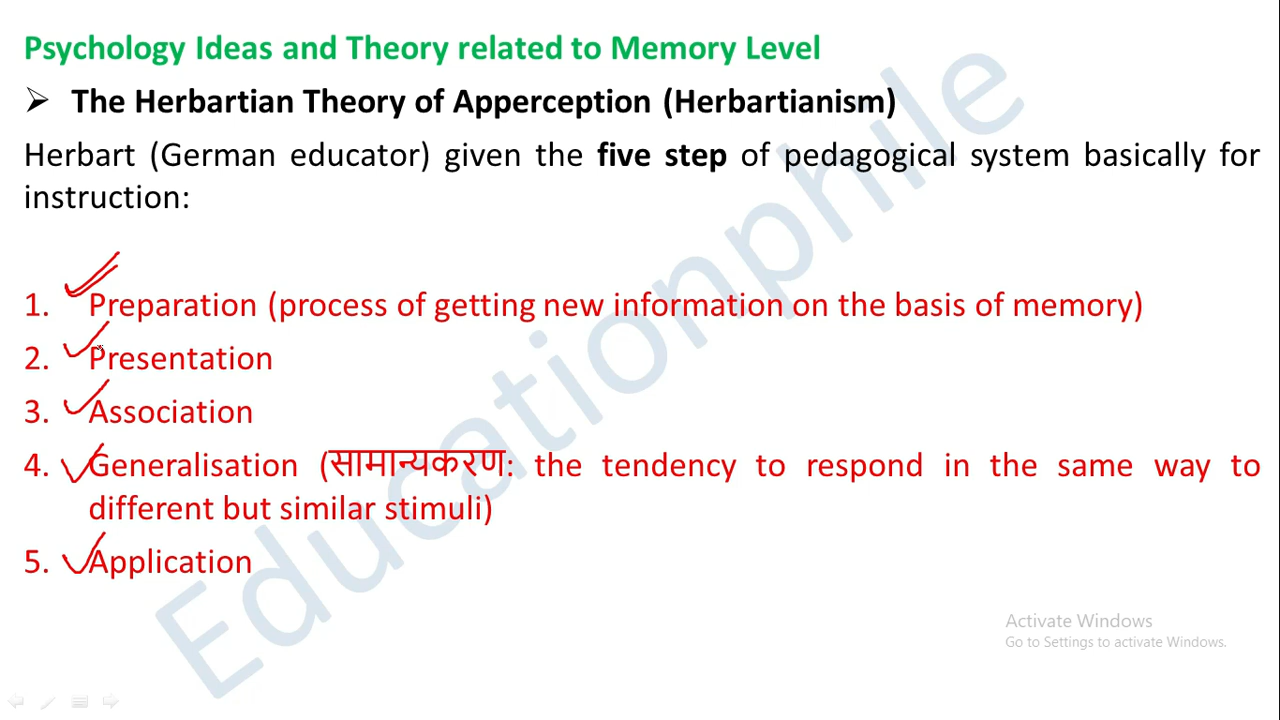 Psychology Ideas and Theory related to Memory Level
➢ The Herbartian Theory of Apperception (Herbartianism)
Herbart (German educator) given the five step of pedagogical system basically for
instruction:
1. Preparation (process of getting new information on the basis of memory)
2. Presentation
3. Association
4. Generalisation (सामान्यकरण: the tendency to respond in the same way to
different but similar stimuli)
5. Application
Educationphile
Activate Windows
Go to Settings to activate Windows.